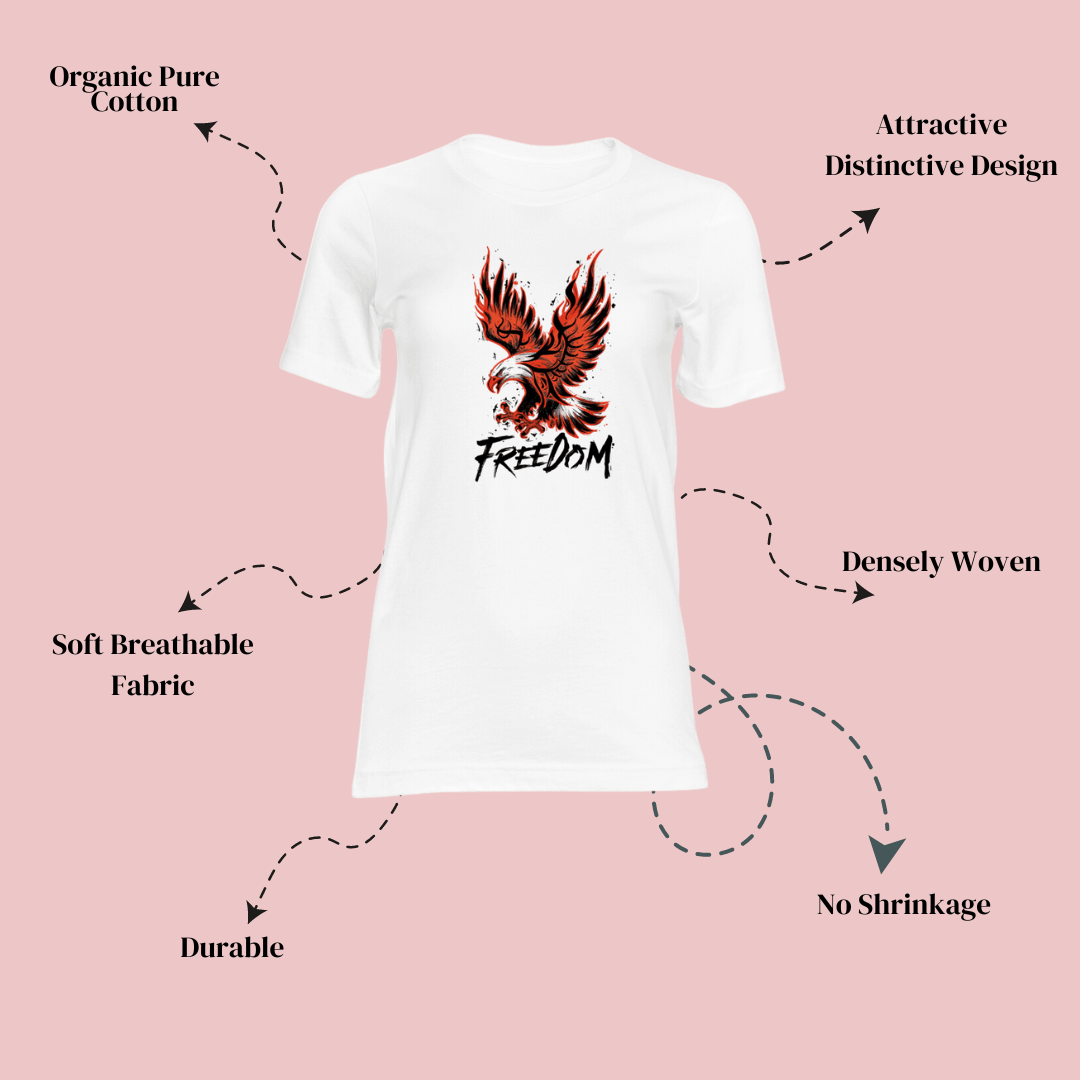 Organic Pure
Cotton
Attractive
Distinctive Design
FREEDOM
Densely Woven
Soft Breathable
Fabric
No Shrinkage
Durable